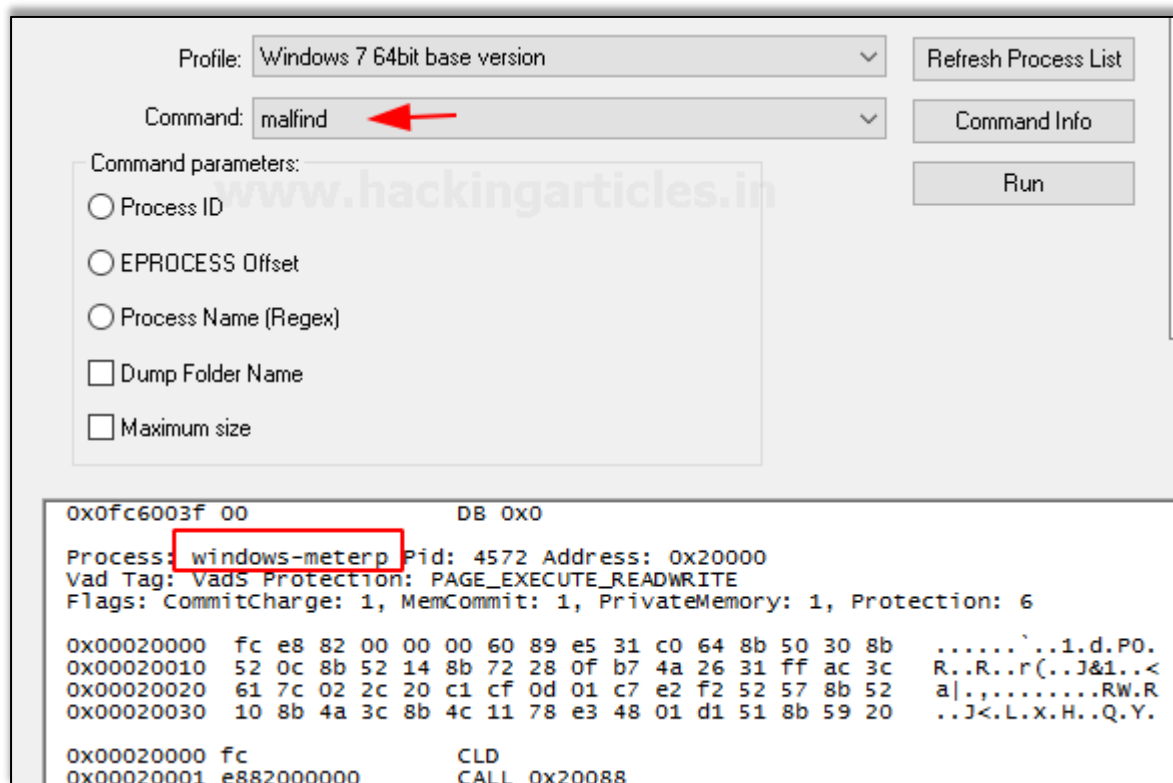 Profile: Windows 7 64bit base version
Refresh Process List
Command: malfind
Command Info
Command parameters:
Run
www.hackingarticles.in
Process ID
EPROCESS Offset
Process Name (Regex)
Dump Folder Name
Maximum size
0x0fc6003f 00 DB 0x0
Process: windows-meterp Pid: 4572 Address: 0x20000
Vad Tag: VadS Protection: PAGE_EXECUTE_READWRITE
Flags: CommitCharge: 1, MemCommit: 1, PrivateMemory: 1, Protection: 6
0x00020000 fc e8 82 00 00 00 60 89 e5 31 c0 64 8b 50 30 8b ......`..1.d.P0.
0x00020010 52 0c 8b 52 14 8b 72 28 0f b7 4a 26 31 ff ac 3c R..R..r(..J&1..<
0x00020020 61 7c 02 2c 20 c1 cf 0d 01 c7 e2 f2 52 57 8b 52 a|.,........RW.R
0x00020030 10 8b 4a 3c 8b 4c 11 78 e3 48 01 d1 51 8b 59 20 ..J<.L.x.H..Q.Y.
0x00020000 fc CLD
0x00020001 e882000000 CALL 0x20088